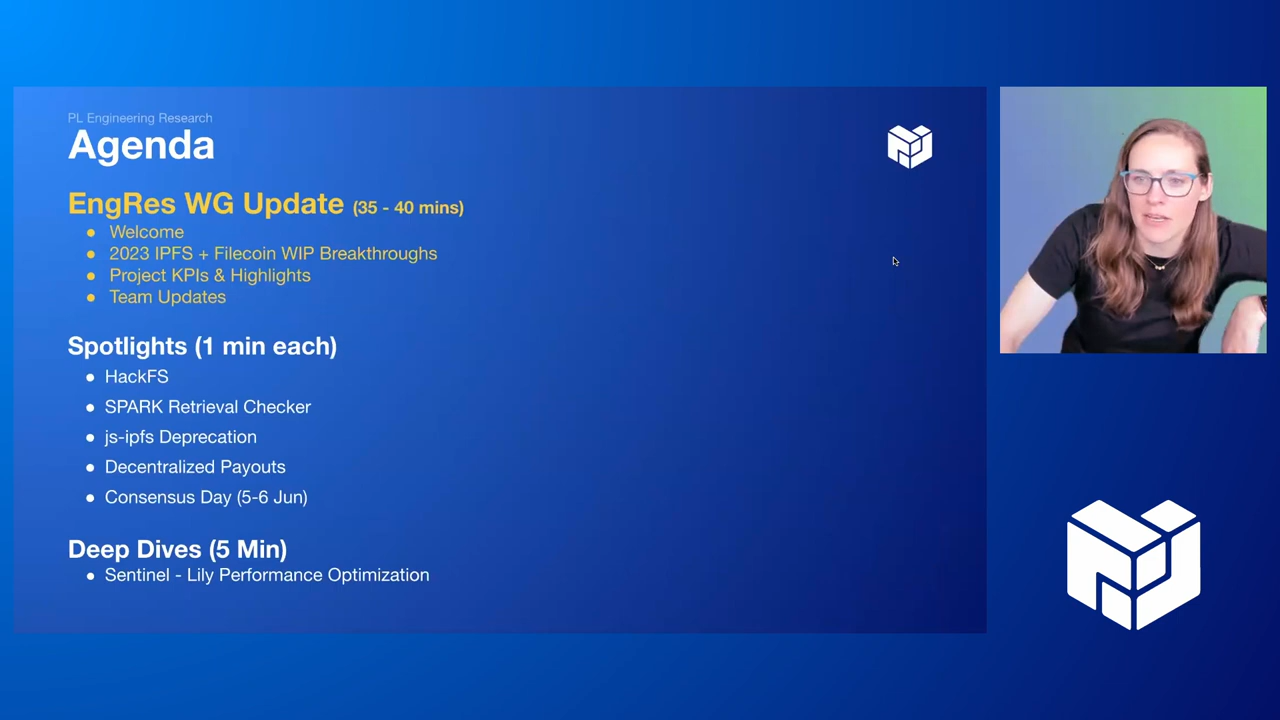 PL Engineering Research
Agenda
EngRes WG Update (35 - 40 mins)
● Welcome
● 2023 IPFS + Filecoin WIP Breakthroughs
● Project KPIs & Highlights
● Team Updates
Spotlights (1 min each)
● HackFS
● SPARK Retrieval Checker
● js-ipfs Deprecation
● Decentralized Payouts
● Consensus Day (5-6 Jun)
Deep Dives (5 Min)
● Sentinel - Lily Performance Optimization